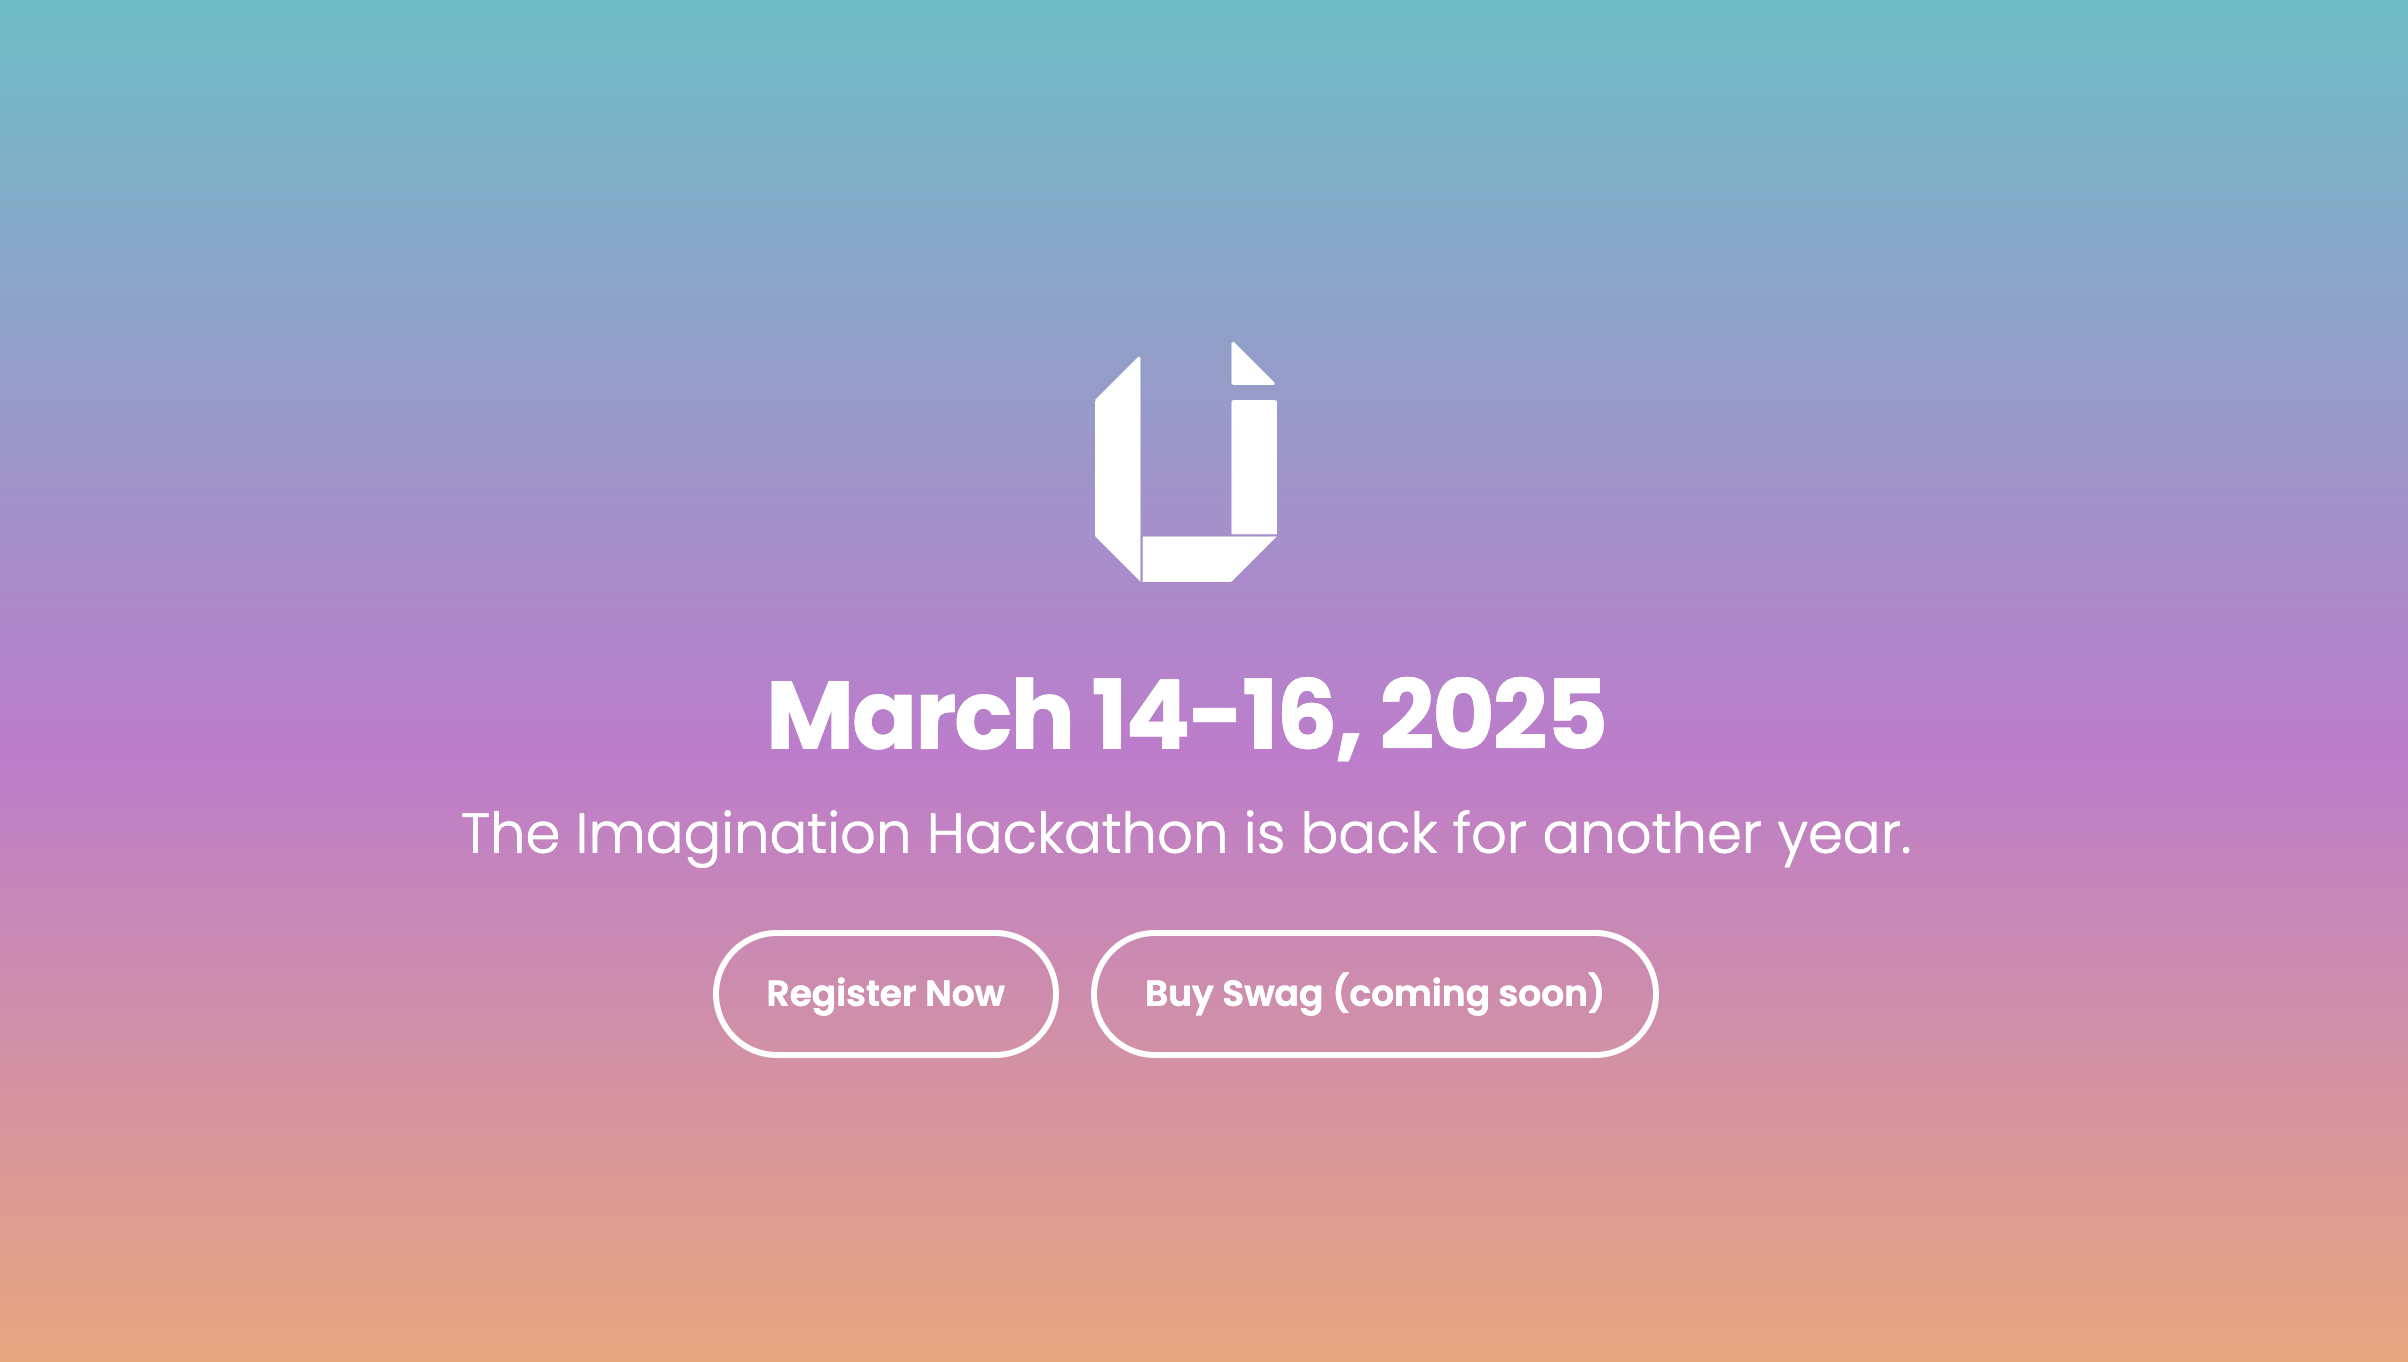 March 14-16, 2025
The Imagination Hackathon is back for another year.
Register Now
Buy Swag (coming soon)